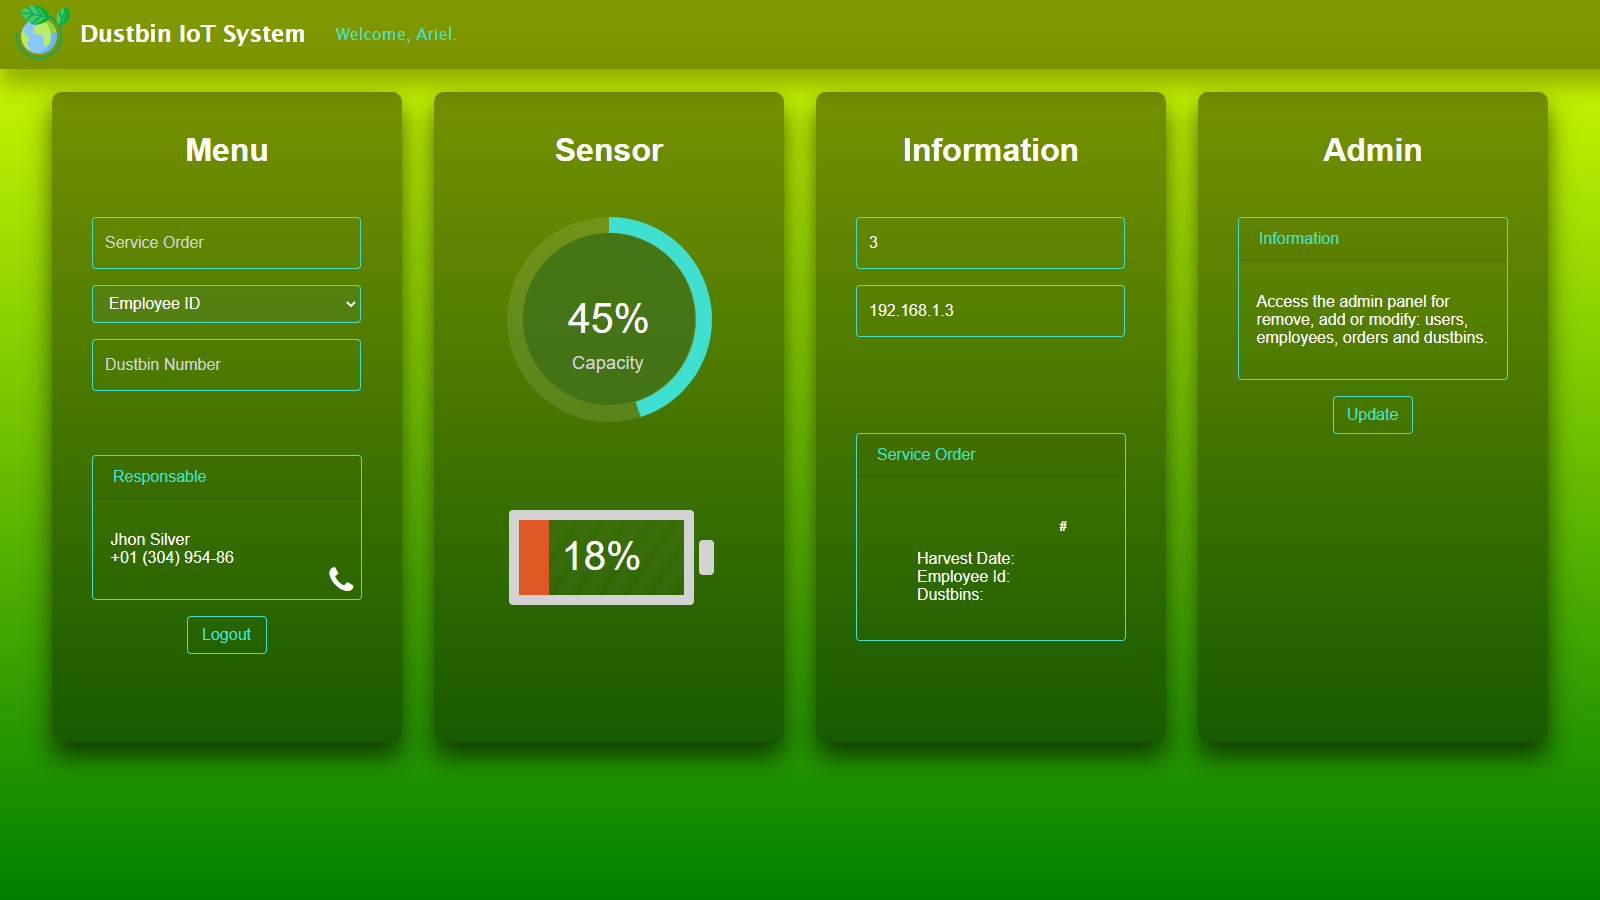 Dustbin IoT System
Welcome, Ariel.
Menu
Service Order
Employee ID
Dustbin Number
Responsable
Jhon Silver
+01 (304) 954-86
Logout
Sensor
45%
Capacity
18%
Information
3
192.168.1.3
Service Order
#
Harvest Date:
Employee Id:
Dustbins:
Admin
Information
Access the admin panel for
remove, add or modify: users,
employees, orders and dustbins.
Update